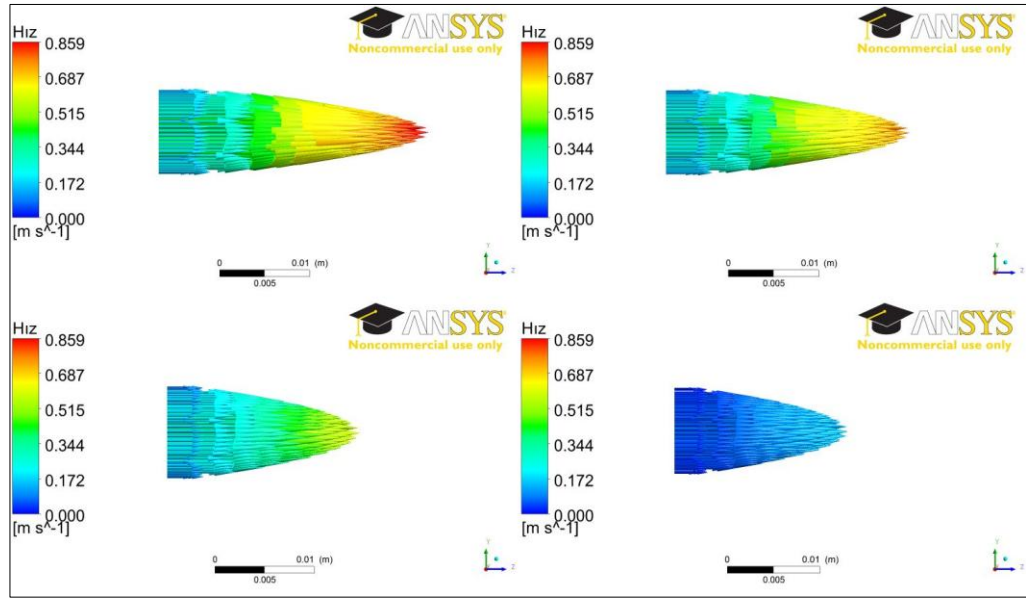 Hız
0.859
0.687
0.515
0.344
0.172
0.000
[m s^-1]
ANSYS
Noncommercial use only
0 0.01 (m)
0.005
Y
Z
Hız
0.859
0.687
0.515
0.344
0.172
0.000
[m s^-1]
ANSYS
Noncommercial use only
0 0.01 (m)
0.005
Y
Z
Hız
0.859
0.687
0.515
0.344
0.172
0.000
[m s^-1]
ANSYS
Noncommercial use only
0 0.01 (m)
0.005
Y
Z
Hız
0.859
0.687
0.515
0.344
0.172
0.000
[m s^-1]
ANSYS
Noncommercial use only
0 0.01 (m)
0.005
Y
Z